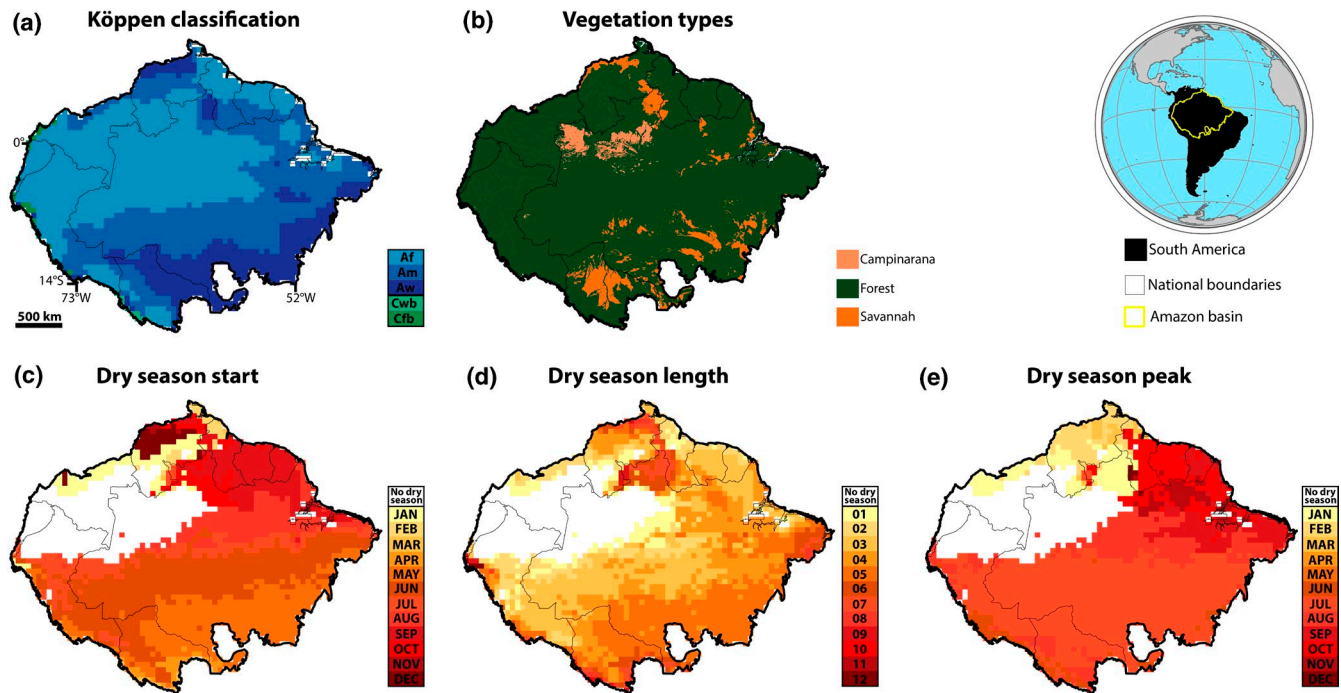 (a) Köppen classification
0°
14°S
73°W
52°W
500 km
Af
Am
Aw
Cwb
Cfb
(b) Vegetation types
Campinarana
Forest
Savannah
South America
National boundaries
Amazon basin
(c) Dry season start
No dry
season
JAN
FEB
MAR
APR
MAY
JUN
JUL
AUG
SEP
OCT
NOV
DEC
(d) Dry season length
No dry
season
01
02
03
04
05
06
07
08
09
10
11
12
(e) Dry season peak
No dry
season
JAN
FEB
MAR
APR
MAY
JUN
JUL
AUG
SEP
OCT
NOV
DEC